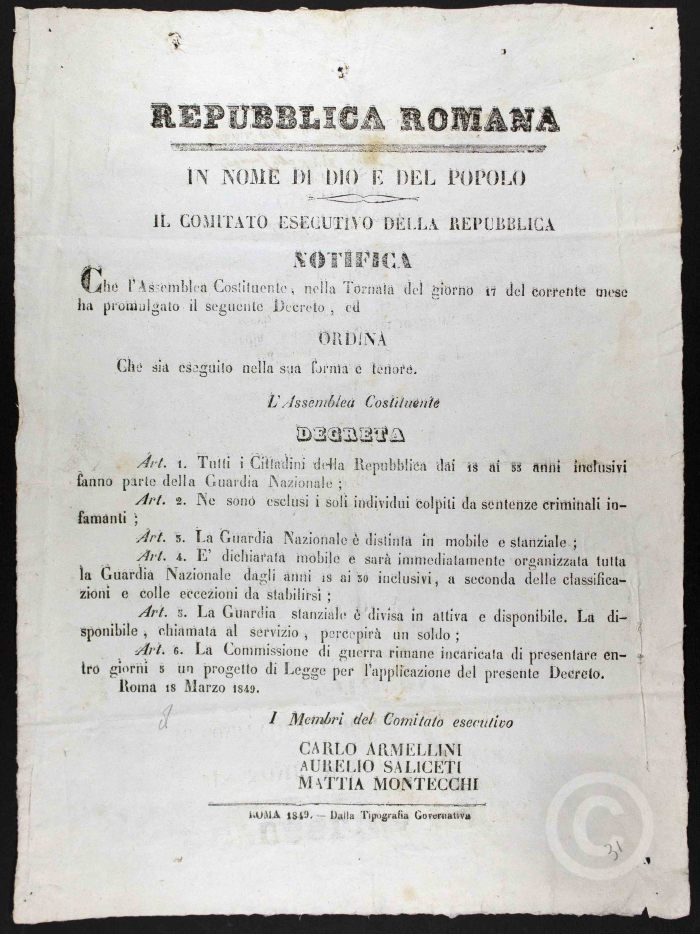 REPUBBLICA ROMANA
IN NOME DI DIO E DEL POPOLO
IL COMITATO ESECUTIVO DELLA REPUBBLICA
NOTIFICA
Che l'Assemblea Costituente, nella Tornata del giorno 17 del corrente mese
ha promulgato il seguente Decreto, ed
ORDINA
Che sia eseguito nella sua forma e tenore.
L'Assemblea Costituente
DECRETA
Art. 1. Tutti i Cittadini della Repubblica dai 18 ai 55 anni inclusivi
fanno parte della Guardia Nazionale;
Art. 2. Ne sono esclusi i soli individui colpiti da sentenze criminali in-
famanti;
Art. 3. La Guardia Nazionale è distinta in mobile e stanziale;
Art. 4. E' dichiarata mobile e sarà immediatamente organizzata tutta
la Guardia Nazionale dagli anni 18 ai 30 inclusivi, a seconda delle classifica-
zioni e colle eccezioni da stabilirsi;
Art. 5. La Guardia stanziale è divisa in attiva e disponibile. La di-
sponibile, chiamata al servizio, percepirà un soldo;
Art. 6. La Commissione di guerra rimane incaricata di presentare en-
tro giorni 5 un progetto di Legge per l'applicazione del presente Decreto.
Roma 18 Marzo 1849.
I Membri del Comitato esecutivo
CARLO ARMELLINI
AURELIO SALICETI
MATTIA MONTECCHI
ROMA 1849. — Dalla Tipografia Governativa
©
31